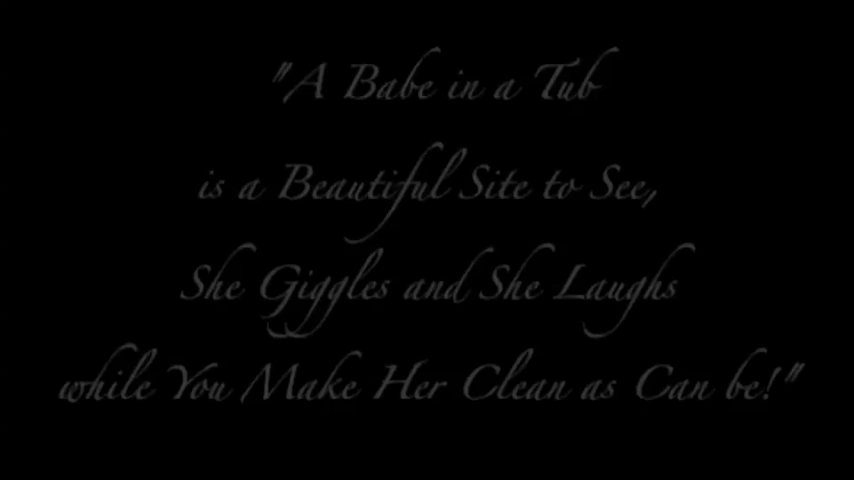 "A Babe in a Tub
is a Beautiful Site to See,
She Giggles and She Laughs
while You Make Her Clean as Can be!"